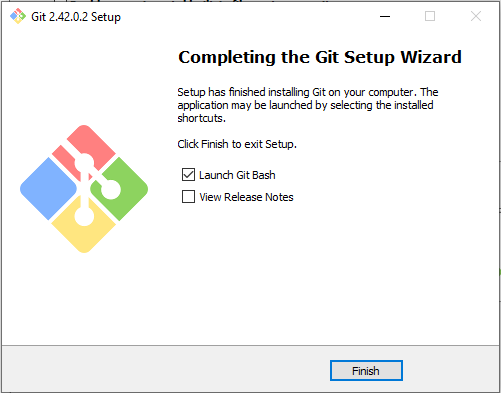 Git 2.42.0.2 Setup
Completing the Git Setup Wizard
Setup has finished installing Git on your computer. The
application may be launched by selecting the installed
shortcuts.
Click Finish to exit Setup.
Launch Git Bash
View Release Notes
Finish